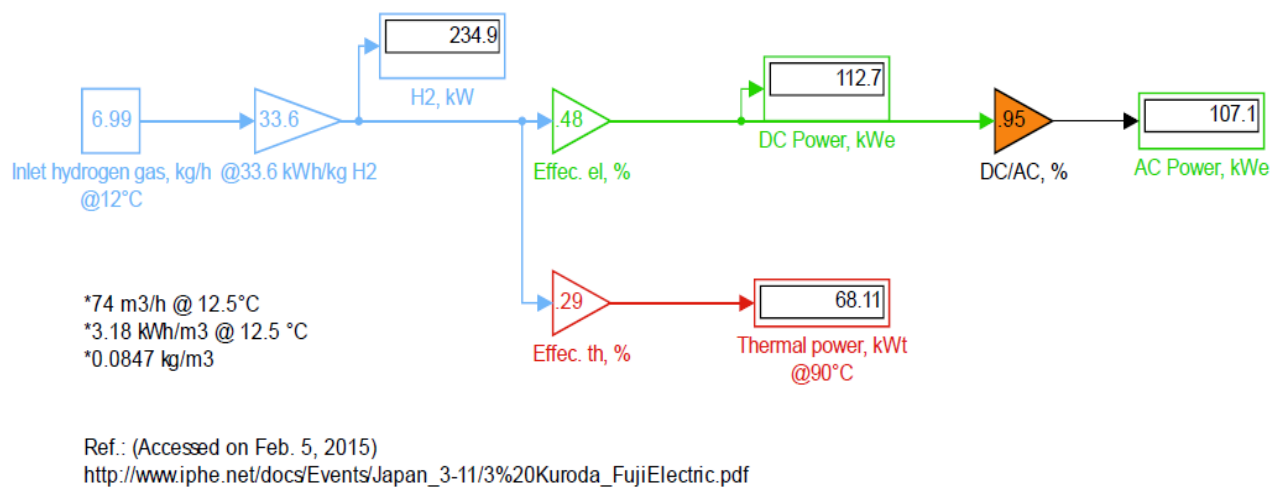 234.9
H2, kW
6.99
33.6
.48
112.7
.95
107.1
Inlet hydrogen gas, kg/h @33.6 kWh/kg H2
@12°C
Effec. el, %
DC Power, kWe
DC/AC, %
AC Power, kWe
.29
68.11
Effec. th, %
Thermal power, kWt
@90°C
*74 m3/h @ 12.5°C
*3.18 kWh/m3 @ 12.5 °C
*0.0847 kg/m3
Ref.: (Accessed on Feb. 5, 2015)
http://www.iphe.net/docs/Events/Japan_3-11/3%20Kuroda_FujiElectric.pdf